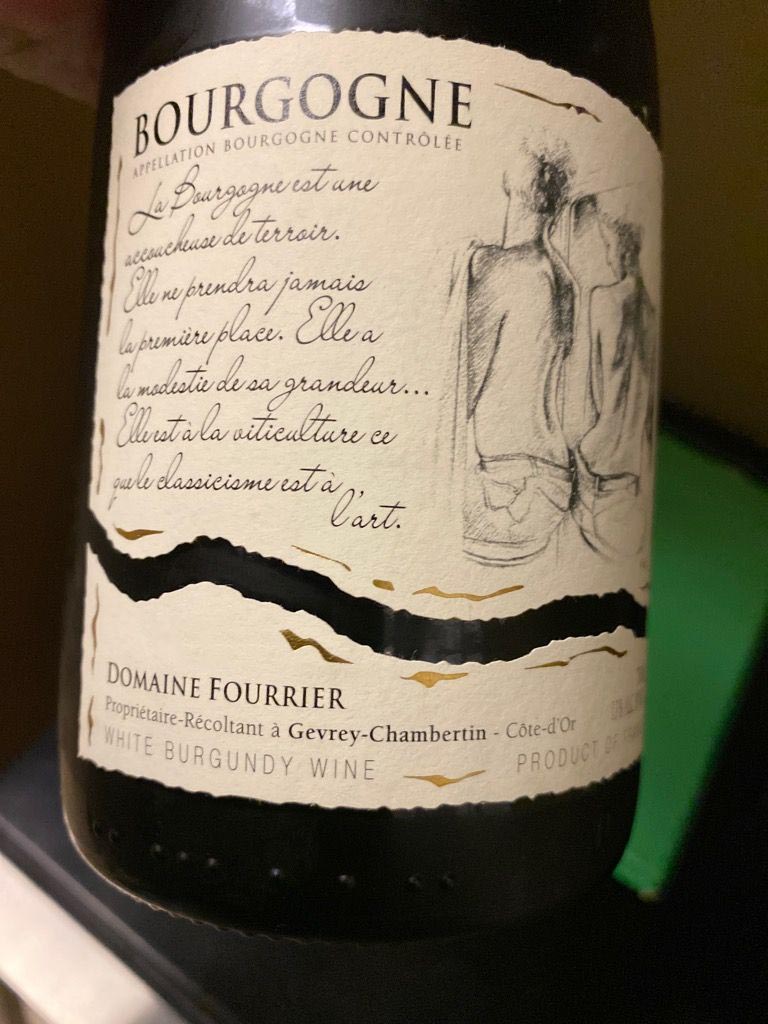 BOURGOGNE
APPELLATION BOURGOGNE CONTRÔLÉE
La Bourgogne est une
accoucheuse de terroir.
Elle ne prendra jamais
la première place. Elle a
la modestie de sa grandeur...
Elle est à la viticulture ce
que le classicisme est à
l'art.
DOMAINE FOURRIER
Propriétaire-Récoltant à Gevrey-Chambertin - Côte-d'Or
WHITE BURGUNDY WINE
PRODUCT OF